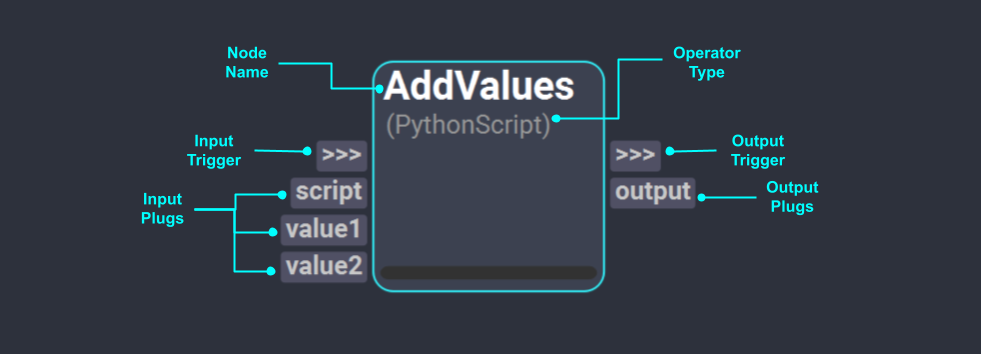 Node
Name
Operator
Type
AddValues
(PythonScript)
Input
Trigger
>>>
>>>
Output
Trigger
Input
Plugs
script
value1
value2
output
Output
Plugs